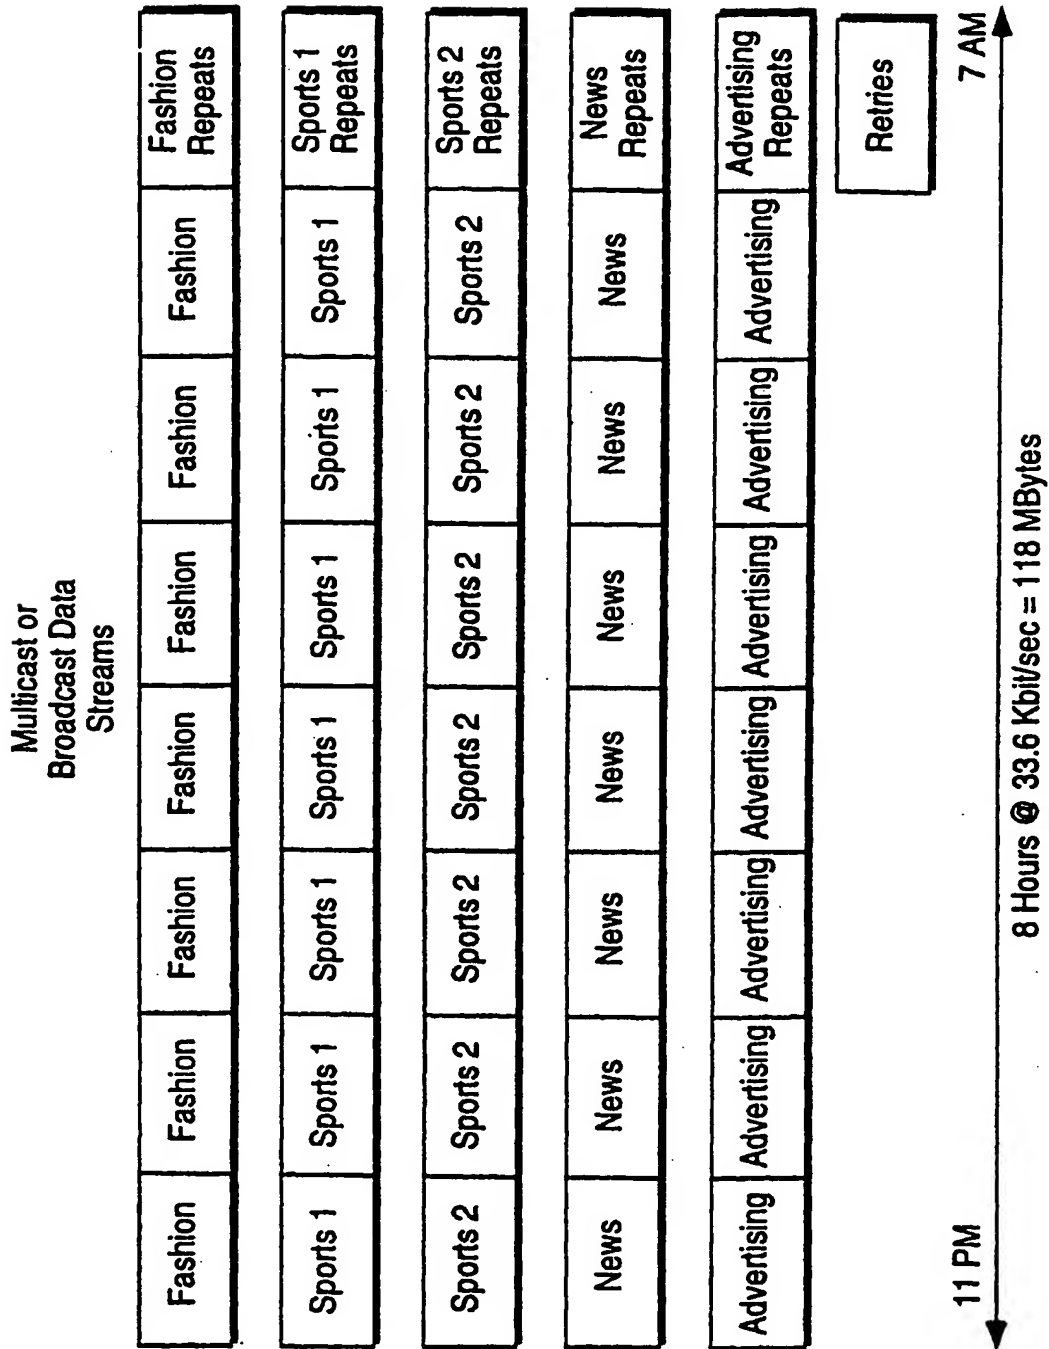 Multicast or
Broadcast Data
Streams
Fashion
Fashion
Fashion
Fashion
Fashion
Fashion
Fashion
Fashion
Repeats
Sports 1
Sports 1
Sports 1
Sports 1
Sports 1
Sports 1
Sports 1
Sports 1
Repeats
Sports 2
Sports 2
Sports 2
Sports 2
Sports 2
Sports 2
Sports 2
Sports 2
Repeats
News
News
News
News
News
News
News
News
Repeats
Advertising
Advertising
Advertising
Advertising
Advertising
Advertising
Advertising
Advertising
Repeats
Retries
11 PM
7 AM
8 Hours @ 33.6 Kbit/sec = 118 MBytes